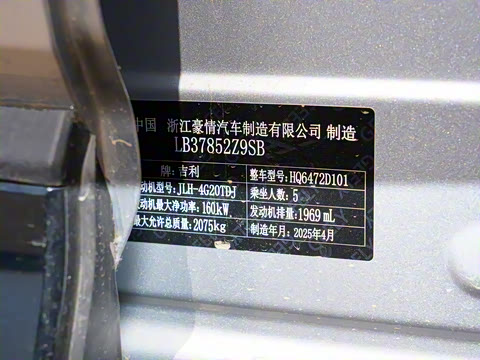 中国 浙江豪情汽车制造有限公司 制造
LB37852Z9SB
牌:吉利 整车型号:HQ6472D101
动机型号:JLH-4G20TDJ 乘坐人数:5
发动机最大净功率:160kW 发动机排量:1969 mL
最大允许总质量:2075kg 制造年月:2025年4月